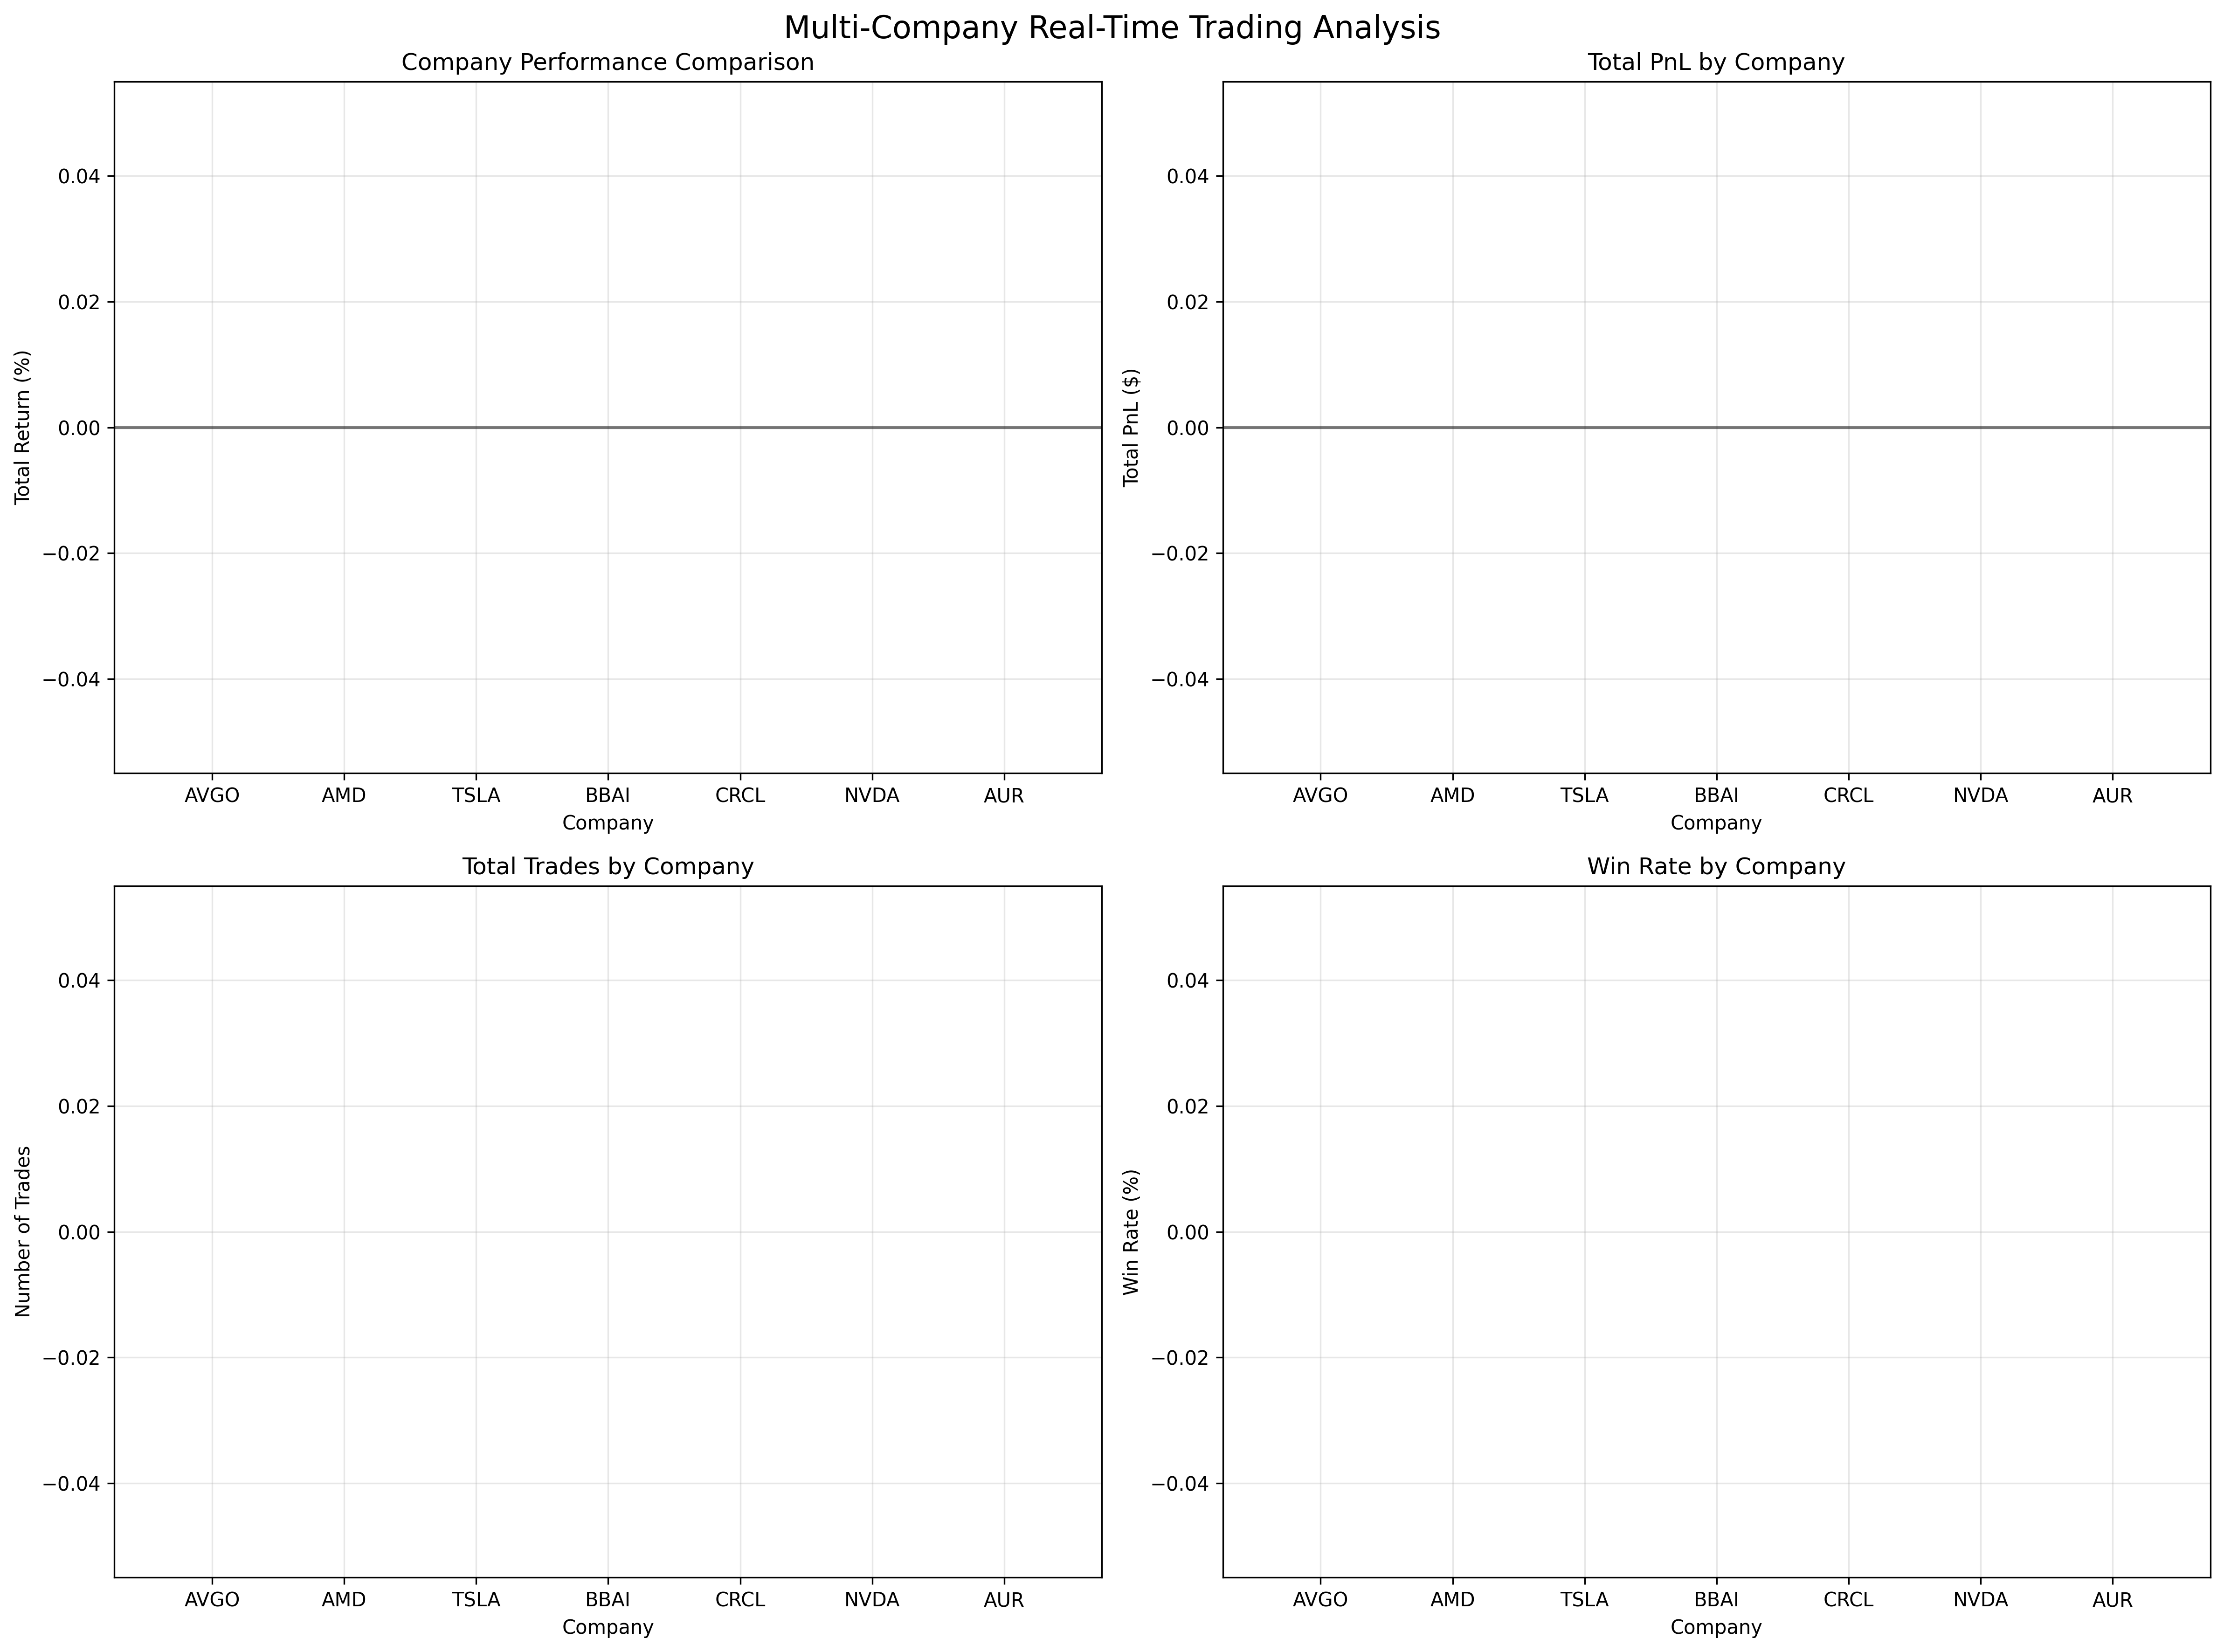 Multi-Company Real-Time Trading Analysis
Company Performance Comparison
Total Return (%)
0.04
0.02
0.00
−0.02
−0.04
AVGO AMD TSLA BBAI CRCL NVDA AUR
Company
Total PnL by Company
Total PnL ($)
0.04
0.02
0.00
−0.02
−0.04
AVGO AMD TSLA BBAI CRCL NVDA AUR
Company
Total Trades by Company
Number of Trades
0.04
0.02
0.00
−0.02
−0.04
AVGO AMD TSLA BBAI CRCL NVDA AUR
Company
Win Rate by Company
Win Rate (%)
0.04
0.02
0.00
−0.02
−0.04
AVGO AMD TSLA BBAI CRCL NVDA AUR
Company